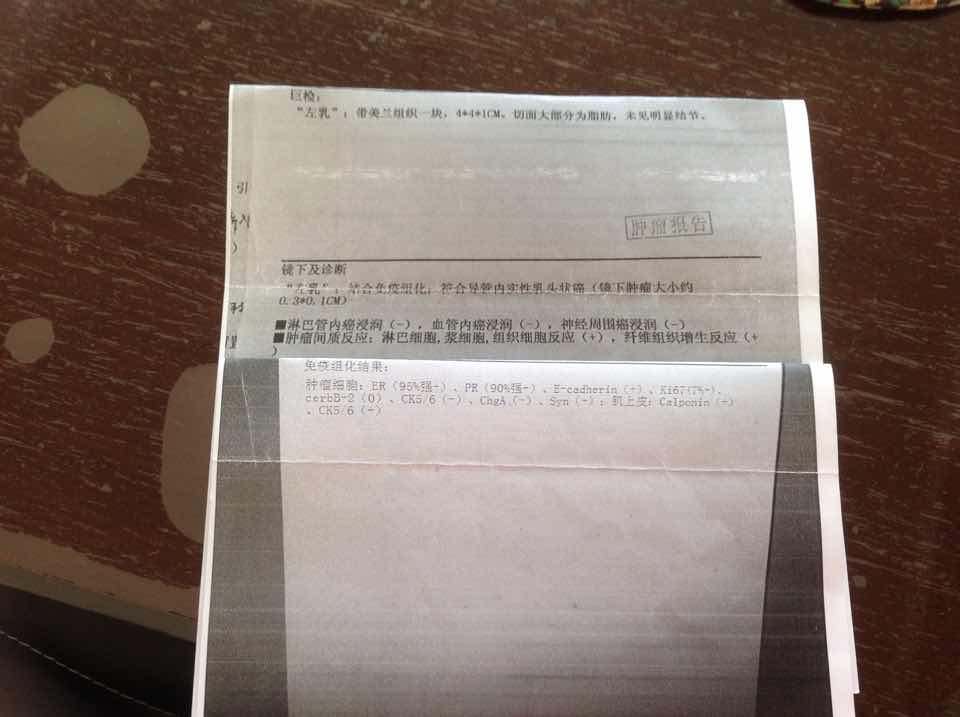 巨检:
"左乳": 带美兰组织一块, 4*4*1CM。切面大部分为脂肪, 未见明显结节。
肿瘤报告
镜下及诊断
"左乳": 结合免疫组化, 符合导管内实性乳头状癌 (镜下肿瘤大小约
0.3*0.1CM)
■淋巴管内癌浸润 (-) , 血管内癌浸润 (-) , 神经周围癌浸润 (-)
■肿瘤间质反应: 淋巴细胞,浆细胞,组织细胞反应 (+) , 纤维组织增生反应 (+
)
免疫组化结果:
肿瘤细胞: ER (95%强+) 、PR (90%强+) 、E-cadherin (+) 、Ki67(7%+)、
cerbB-2 (0) 、CK5/6 (-) 、ChgA (-) 、Syn (-) ; 肌上皮: Calponin (+)
、CK5/6 (+)